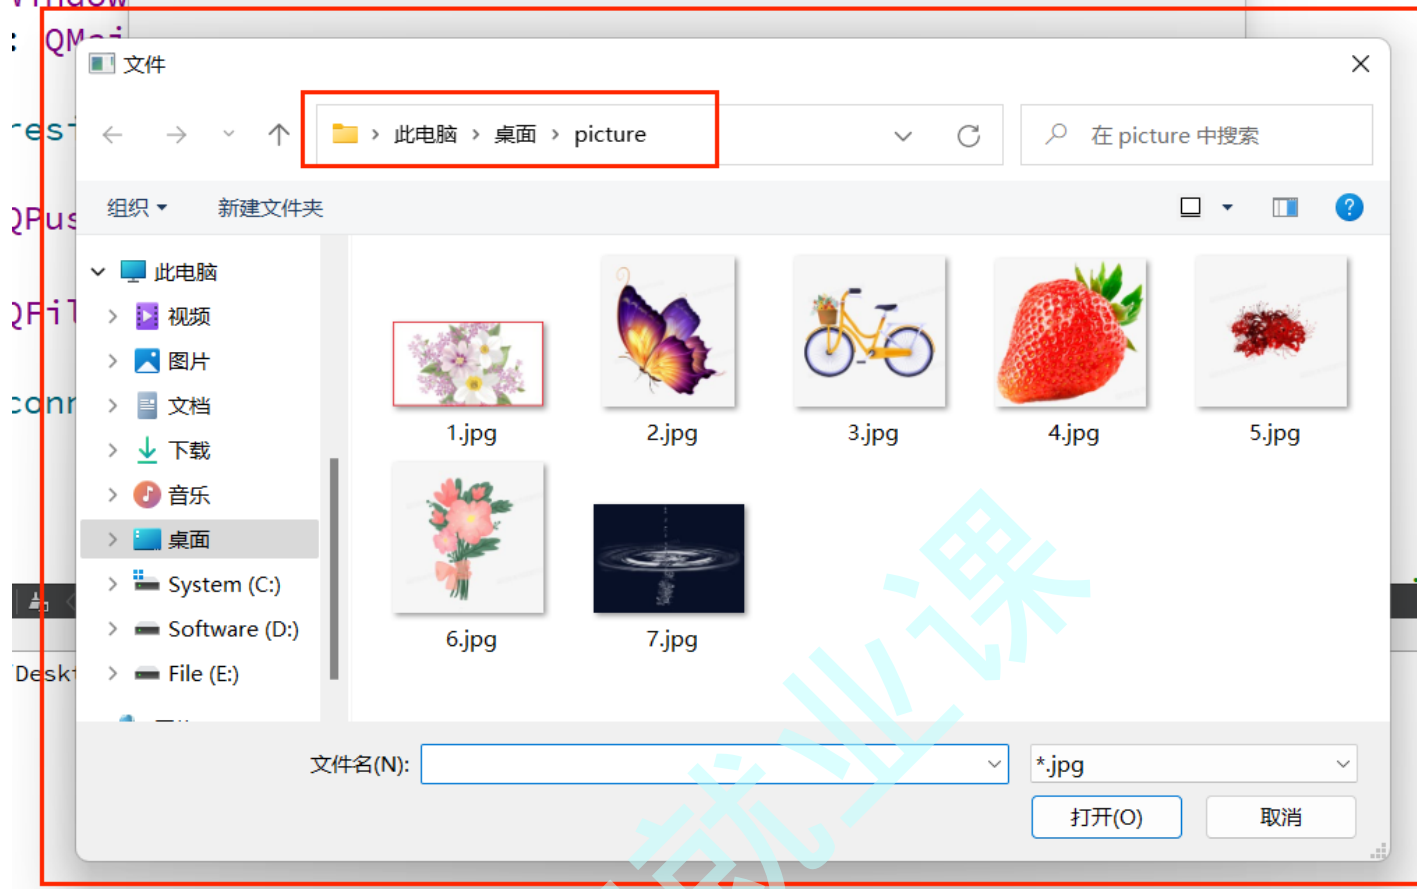 : QMai
文件
此电脑 > 桌面 > picture
在 picture 中搜索
组织
新建文件夹
QPus
QFil
conn
此电脑
视频
图片
文档
下载
音乐
桌面
System (C:)
Software (D:)
File (E:)
1.jpg
2.jpg
3.jpg
4.jpg
5.jpg
6.jpg
7.jpg
/Deskt
文件名(N):
*.jpg
打开(O)
取消
就业课